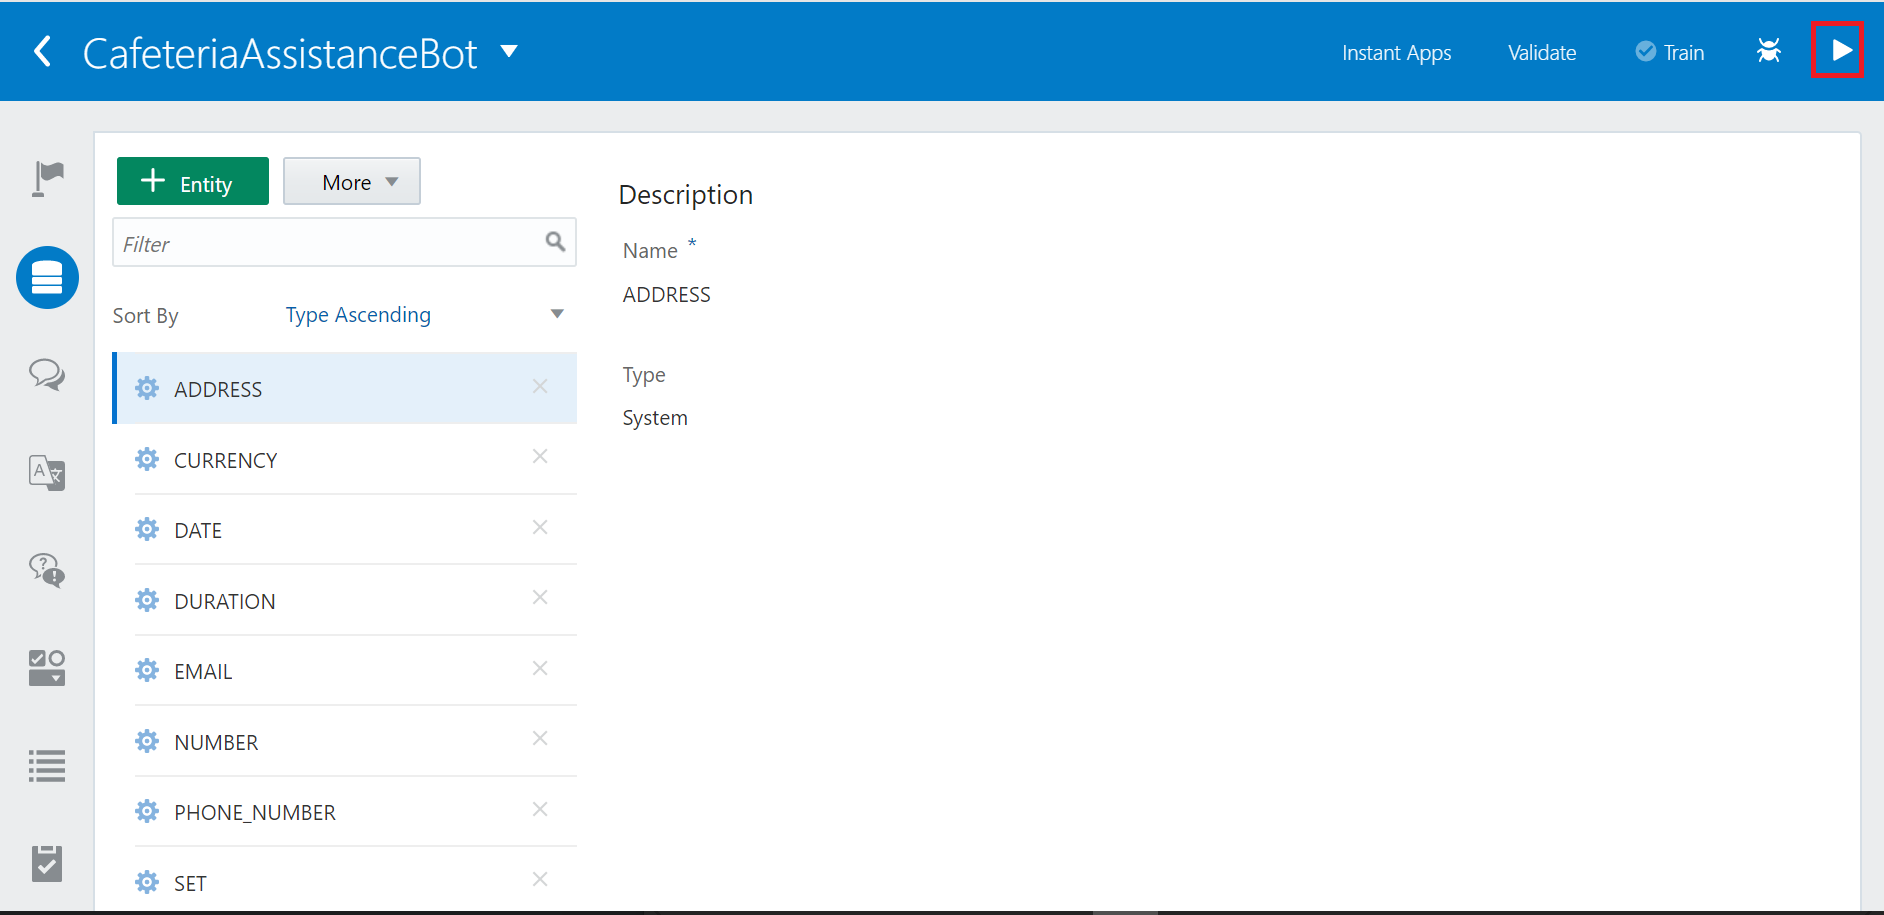 CafeteriaAssistanceBot
Instant Apps
Validate
Train
Entity
More
Filter
Sort By
Type Ascending
ADDRESS
CURRENCY
DATE
DURATION
EMAIL
NUMBER
PHONE_NUMBER
SET
Description
Name *
ADDRESS
Type
System